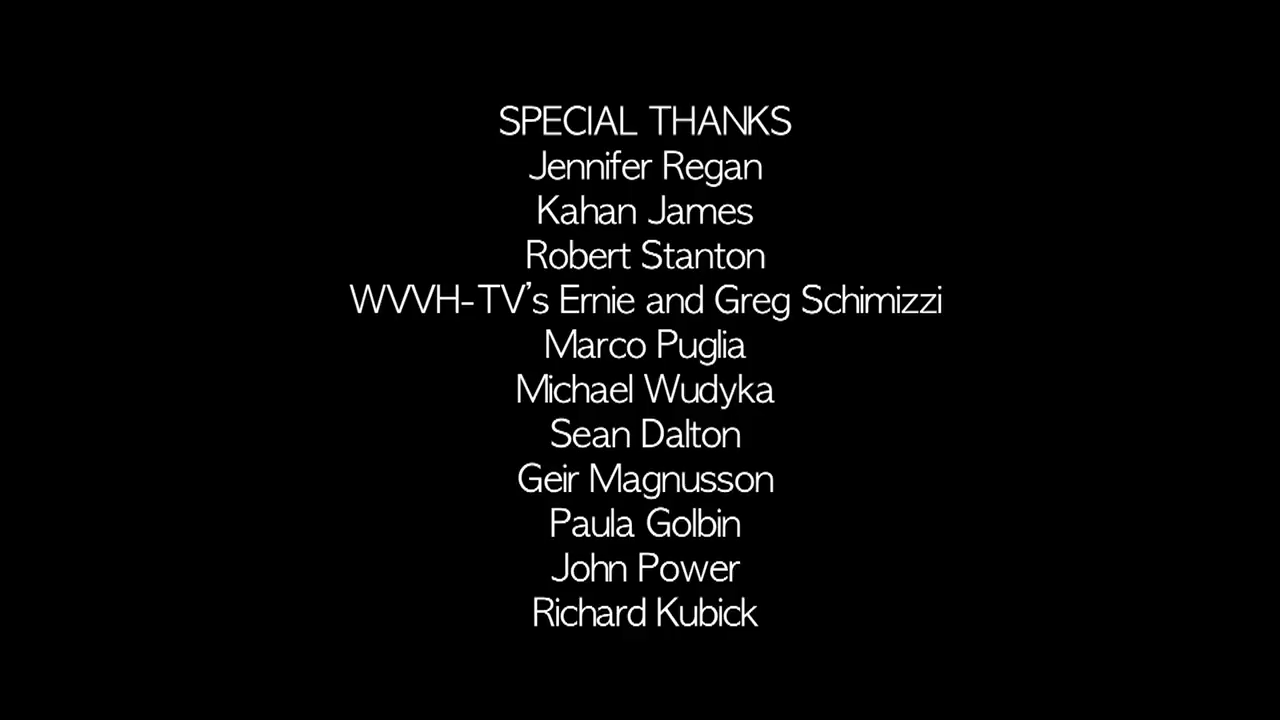 SPECIAL THANKS
Jennifer Regan
Kahan James
Robert Stanton
WVVH-TV's Ernie and Greg Schimizzi
Marco Puglia
Michael Wudyka
Sean Dalton
Geir Magnusson
Paula Golbin
John Power
Richard Kubick